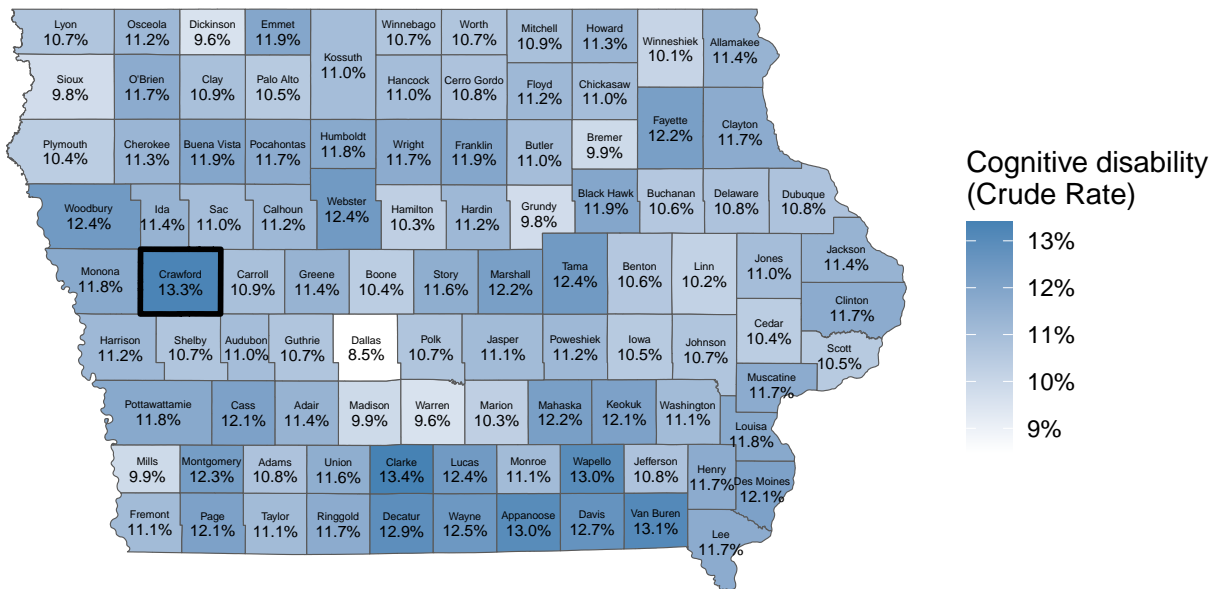 Lyon
10.7%
Osceola
11.2%
Dickinson
9.6%
Emmet
11.9%
Kossuth
11.0%
Winnebago
10.7%
Worth
10.7%
Mitchell
10.9%
Howard
11.3%
Winneshiek
10.1%
Allamakee
11.4%
Sioux
9.8%
O'Brien
11.7%
Clay
10.9%
Palo Alto
10.5%
Hancock
11.0%
Cerro Gordo
10.8%
Floyd
11.2%
Chickasaw
11.0%
Fayette
12.2%
Clayton
11.7%
Plymouth
10.4%
Cherokee
11.3%
Buena Vista
11.9%
Pocahontas
11.7%
Humboldt
11.8%
Wright
11.7%
Franklin
11.9%
Butler
11.0%
Bremer
9.9%
Woodbury
12.4%
Ida
11.4%
Sac
11.0%
Calhoun
11.2%
Webster
12.4%
Hamilton
10.3%
Hardin
11.2%
Grundy
9.8%
Black Hawk
11.9%
Buchanan
10.6%
Delaware
10.8%
Dubuque
10.8%
Monona
11.8%
Crawford
13.3%
Carroll
10.9%
Greene
11.4%
Boone
10.4%
Story
11.6%
Marshall
12.2%
Tama
12.4%
Benton
10.6%
Linn
10.2%
Jones
11.0%
Jackson
11.4%
Clinton
11.7%
Harrison
11.2%
Shelby
10.7%
Audubon
11.0%
Guthrie
10.7%
Dallas
8.5%
Polk
10.7%
Jasper
11.1%
Poweshiek
11.2%
Iowa
10.5%
Johnson
10.7%
Cedar
10.4%
Scott
10.5%
Muscatine
11.7%
Pottawattamie
11.8%
Cass
12.1%
Adair
11.4%
Madison
9.9%
Warren
9.6%
Marion
10.3%
Mahaska
12.2%
Keokuk
12.1%
Washington
11.1%
Louisa
11.8%
Mills
9.9%
Montgomery
12.3%
Adams
10.8%
Union
11.6%
Clarke
13.4%
Lucas
12.4%
Monroe
11.1%
Wapello
13.0%
Jefferson
10.8%
Henry
11.7%
Des Moines
12.1%
Fremont
11.1%
Page
12.1%
Taylor
11.1%
Ringgold
11.7%
Decatur
12.9%
Wayne
12.5%
Appanoose
13.0%
Davis
12.7%
Van Buren
13.1%
Lee
11.7%
Cognitive disability
(Crude Rate)
13%
12%
11%
10%
9%